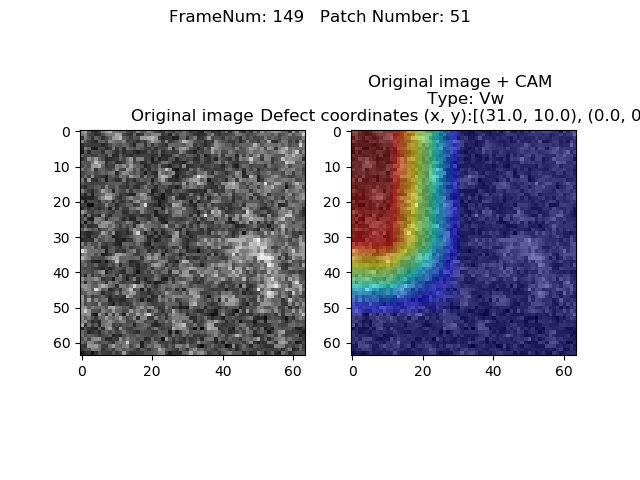 FrameNum: 149   Patch Number: 51
Original image + CAM
Type: Vw
Original image
Defect coordinates (x, y):[(31.0, 10.0), (0.0, 0
0
10
20
30
40
50
60
0 20 40 60
0
10
20
30
40
50
60
0 20 40 60